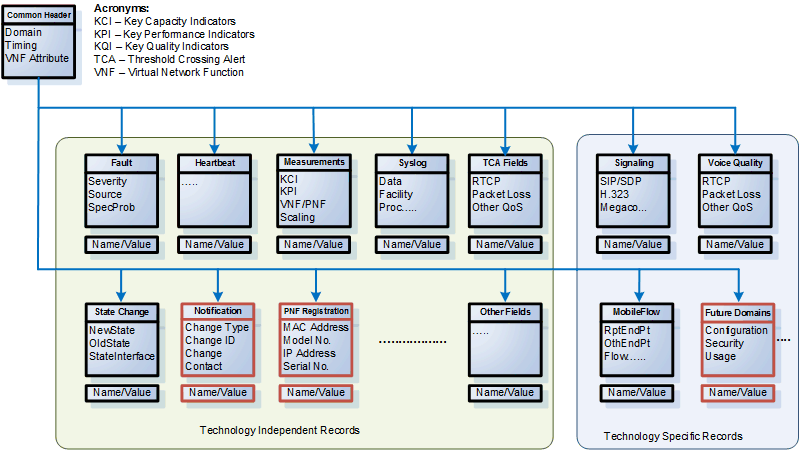 Common Header
Domain
Timing
VNF Attribute
Acronyms:
KCI – Key Capacity Indicators
KPI – Key Performance Indicators
KQI – Key Quality Indicators
TCA – Threshold Crossing Alert
VNF – Virtual Network Function
Fault
Severity
Source
SpecProb
Name/Value
Heartbeat
.....
Name/Value
Measurements
KCI
KPI
VNF/PNF
Scaling
Name/Value
Syslog
Data
Facility
Proc.....
Name/Value
TCA Fields
RTCP
Packet Loss
Other QoS
Name/Value
Signaling
SIP/SDP
H.323
Megaco...
Name/Value
Voice Quality
RTCP
Packet Loss
Other QoS
Name/Value
State Change
NewState
OldState
StateInterface
Name/Value
Notification
Change Type
Change ID
Change
Contact
Name/Value
PNF Registration
MAC Address
Model No.
IP Address
Serial No.
Name/Value
..................
Other Fields
.....
Name/Value
MobileFlow
RptEndPt
OthEndPt
Flow......
Name/Value
Future Domains
Configuration
Security
Usage
Name/Value
....
Technology Independent Records
Technology Specific Records